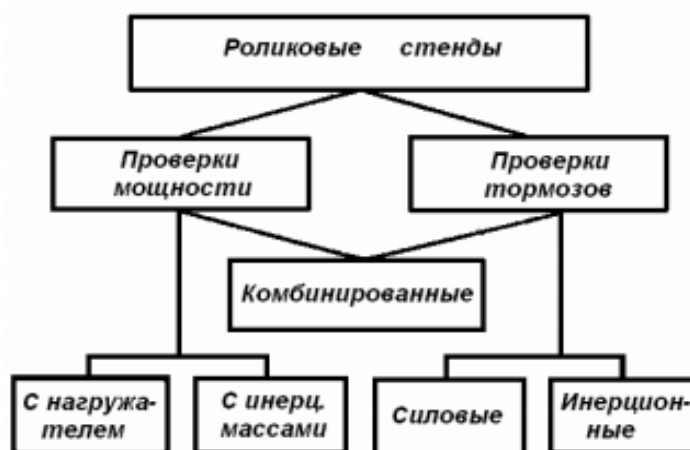 Роликовые стенды
Проверки
мощности
Проверки
тормозов
Комбинированные
С нагружа-
телем
С инерц.
массами
Силовые
Инерцион-
ные